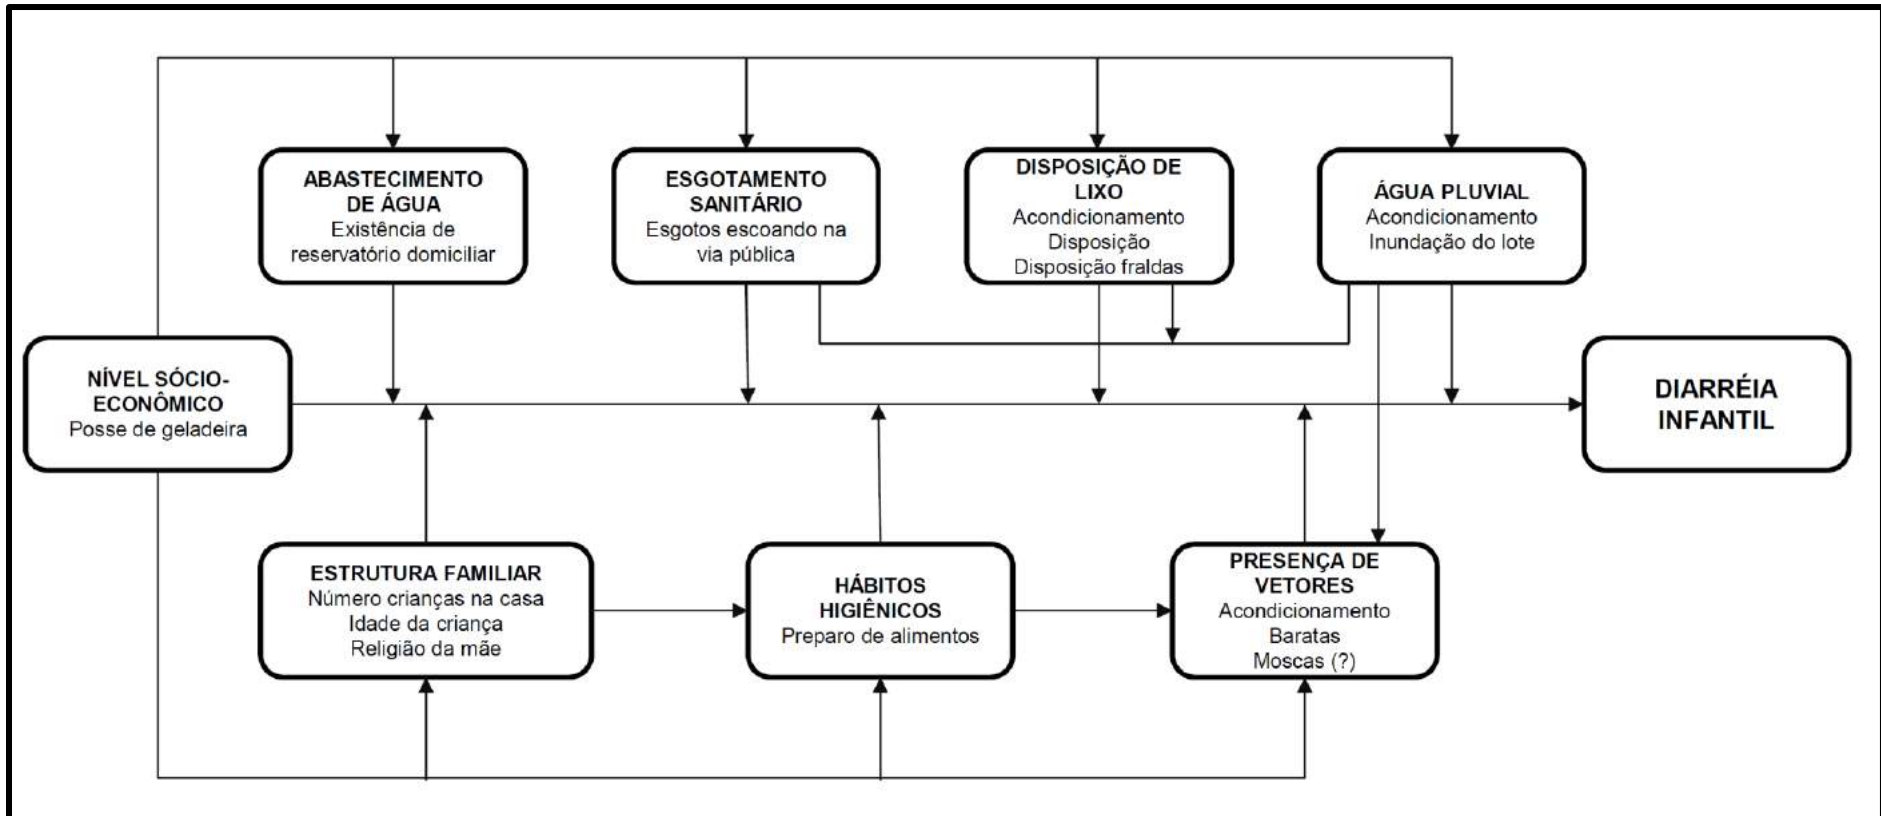 ABASTECIMENTO
DE ÁGUA
Existência de
reservatório domiciliar
ESGOTAMENTO
SANITÁRIO
Esgotos escoando na
via pública
DISPOSIÇÃO DE
LIXO
Acondicionamento
Disposição
Disposição fraldas
ÁGUA PLUVIAL
Acondicionamento
Inundação do lote
NÍVEL SÓCIO-
ECONÔMICO
Posse de geladeira
DIARRÉIA
INFANTIL
ESTRUTURA FAMILIAR
Número crianças na casa
Idade da criança
Religião da mãe
HÁBITOS
HIGIÊNICOS
Preparo de alimentos
PRESENÇA DE
VETORES
Acondicionamento
Baratas
Moscas (?)